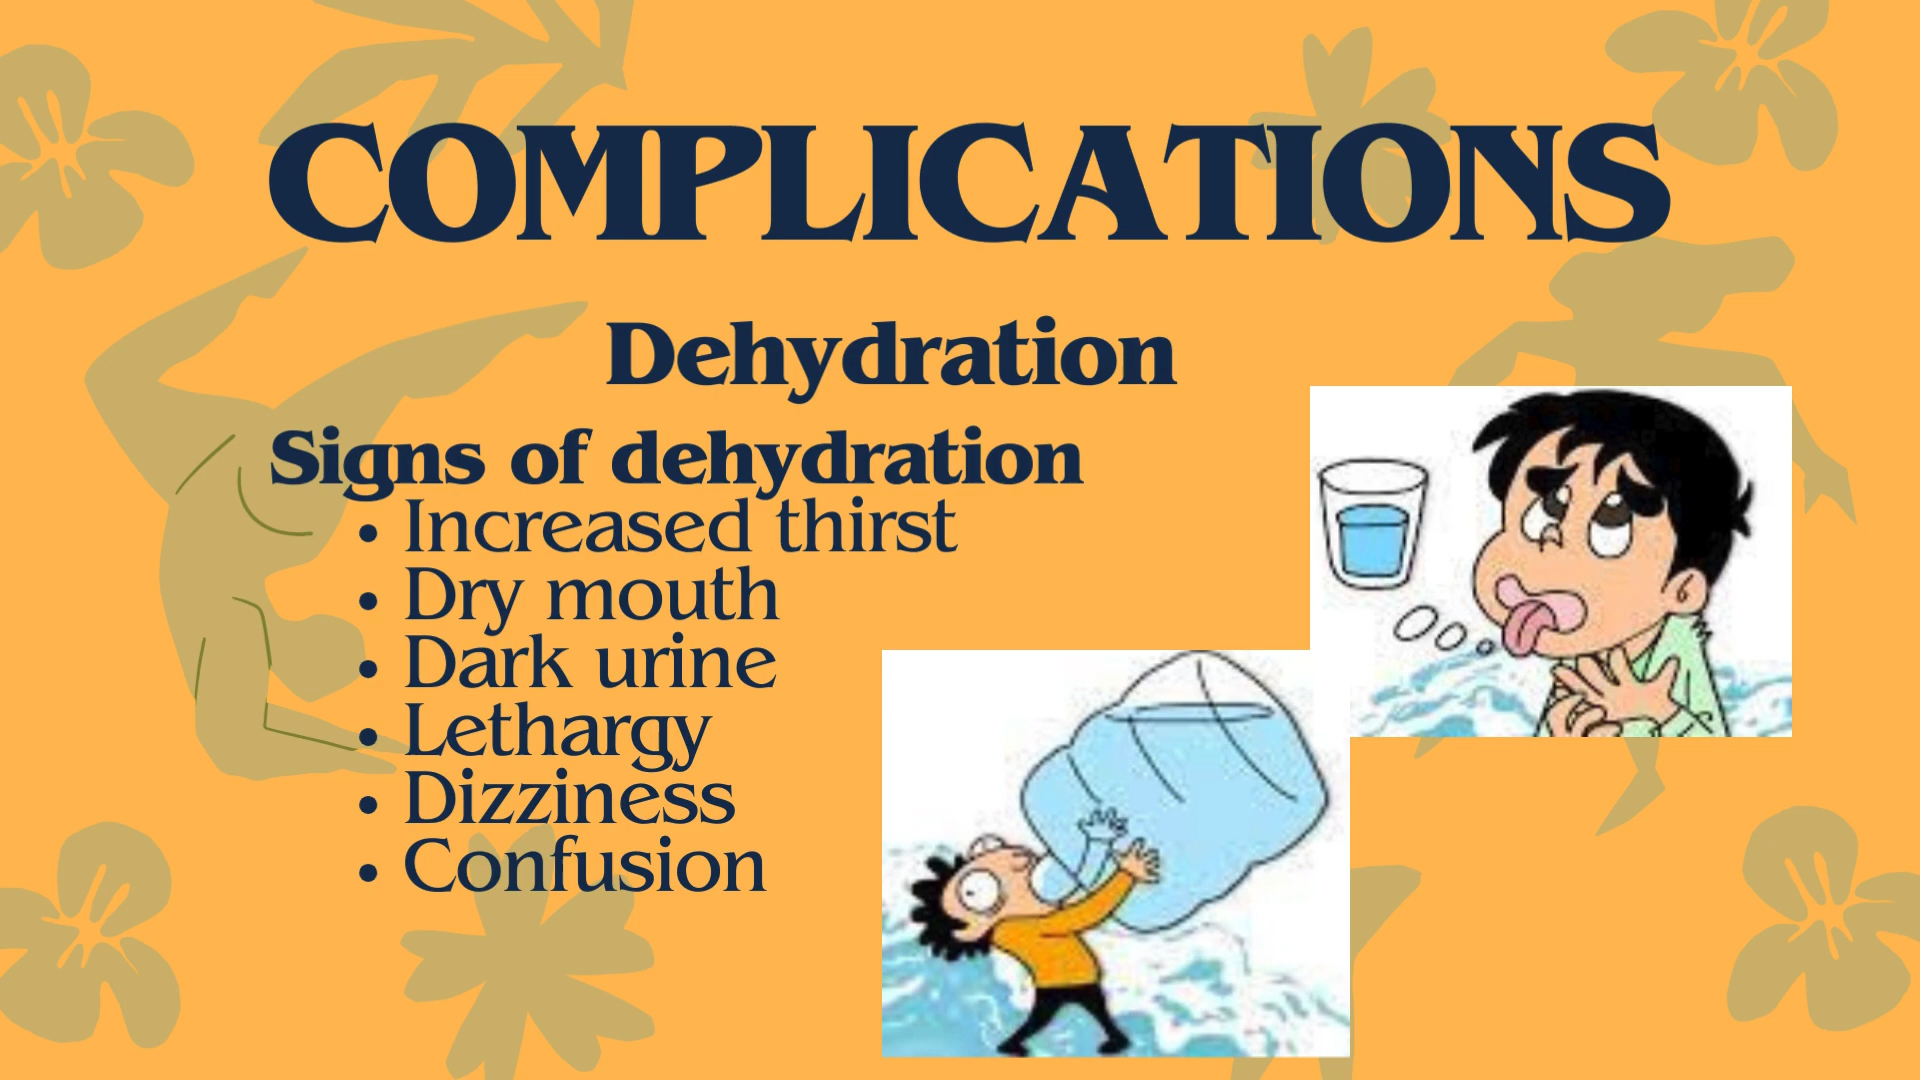 COMPLICATIONS
Dehydration
Signs of dehydration
• Increased thirst
• Dry mouth
• Dark urine
• Lethargy
• Dizziness
• Confusion